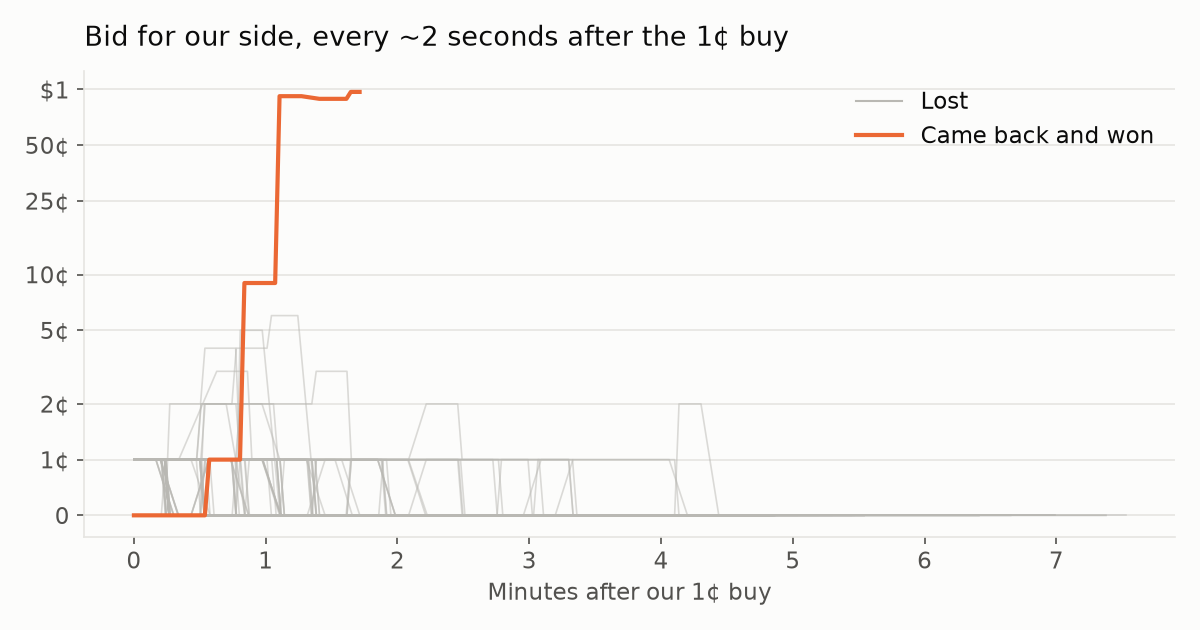 Bid for our side, every ~2 seconds after the 1¢ buy
$1
50¢
25¢
10¢
5¢
2¢
1¢
0
Lost
Came back and won
0 1 2 3 4 5 6 7
Minutes after our 1¢ buy